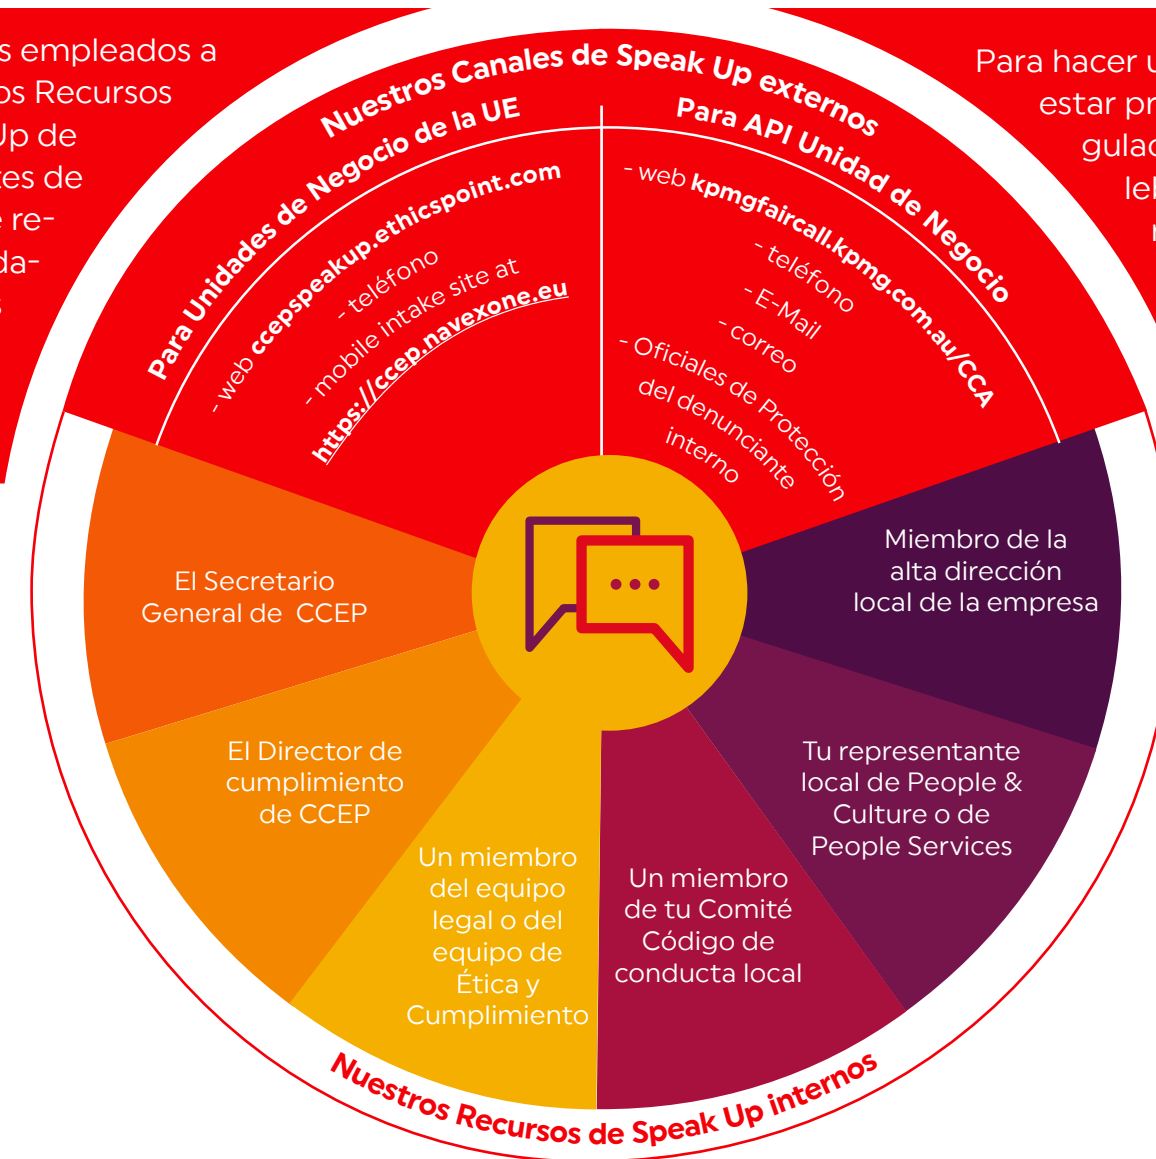 s empleados a
os Recursos
Up de
tes de
e re-
da-
s
Para hacer u
estar pr
gulac
lel
Nuestros Canales de Speak Up externos
Para Unidades de Negocio de la UE
- web ccepspeakup.ethicspoint.com
- teléfono
- mobile intake site at
https://ccep.navexone.eu
Para API Unidad de Negocio
- web kpmgfaircall.kpmg.com.au/CCA
- teléfono
- E-Mail
- correo
- Oficiales de Protección
del denunciante
interno
El Secretario
General de CCEP
El Director de
cumplimiento
de CCEP
Un miembro
del equipo
legal o del
equipo de
Ética y
Cumplimiento
Un miembro
de tu Comité
Código de
conducta local
Tu representante
local de People &
Culture o de
People Services
Miembro de la
alta dirección
local de la empresa
Nuestros Recursos de Speak Up internos